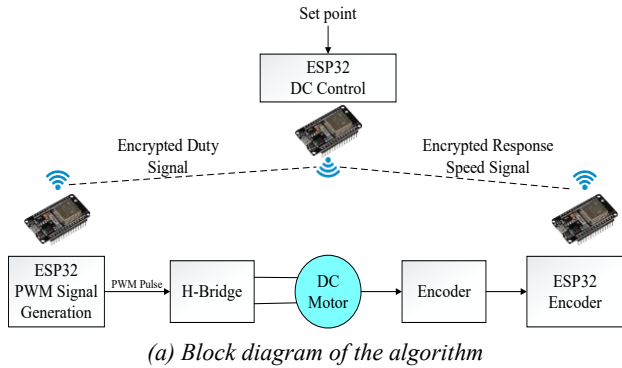 Set point
ESP32
DC Control
Encrypted Duty
Signal
Encrypted Response
Speed Signal
ESP32
PWM Signal
Generation
PWM Pulse
H-Bridge
DC
Motor
Encoder
ESP32
Encoder
(a) Block diagram of the algorithm